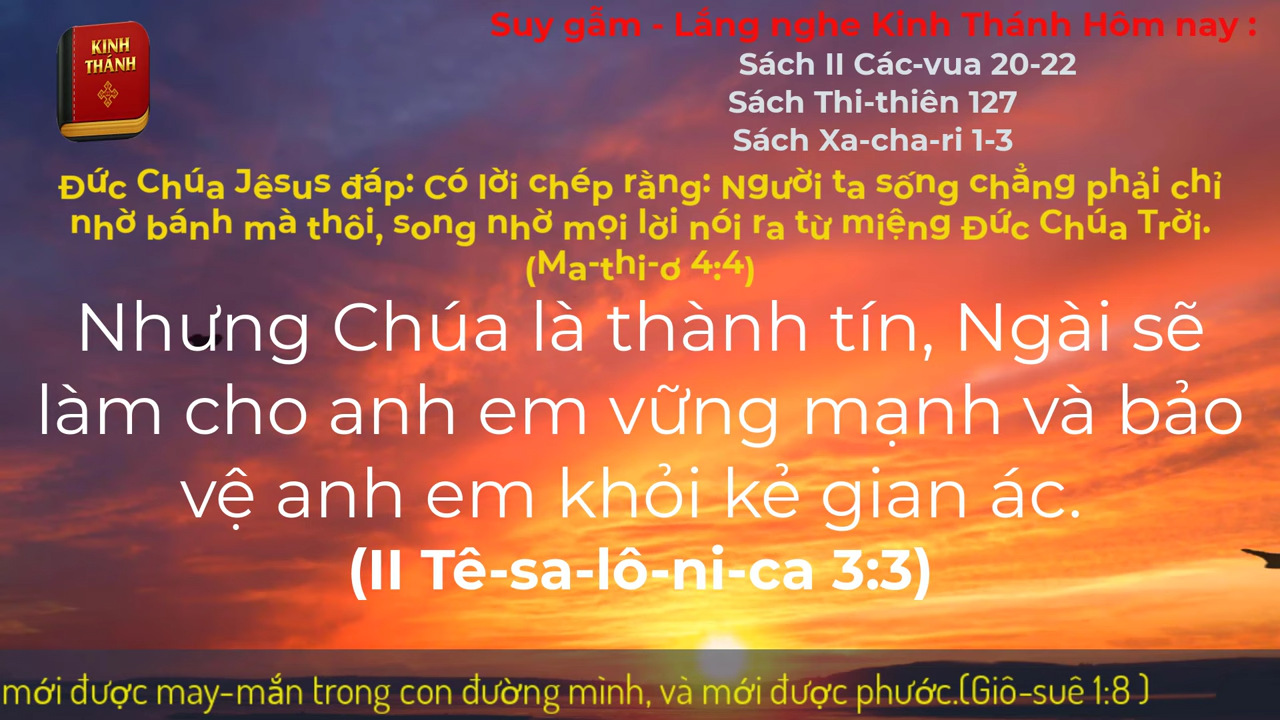 KINH
THÁNH
Suy gẫm - Lắng nghe Kinh Thánh Hôm nay :
Sách II Các-vua 20-22
Sách Thi-thiên 127
Sách Xa-cha-ri 1-3
Đức Chúa Jêsus đáp: Có lời chép rằng: Người ta sống chẳng phải chỉ
nhờ bánh mà thôi, song nhờ mọi lời nói ra từ miệng Đức Chúa Trời.
(Ma-thi-ơ 4:4)
Nhưng Chúa là thành tín, Ngài sẽ
làm cho anh em vững mạnh và bảo
vệ anh em khỏi kẻ gian ác.
(II Tê-sa-lô-ni-ca 3:3)
mới được may-mắn trong con đường mình, và mới được phước.(Giô-suê 1:8 )